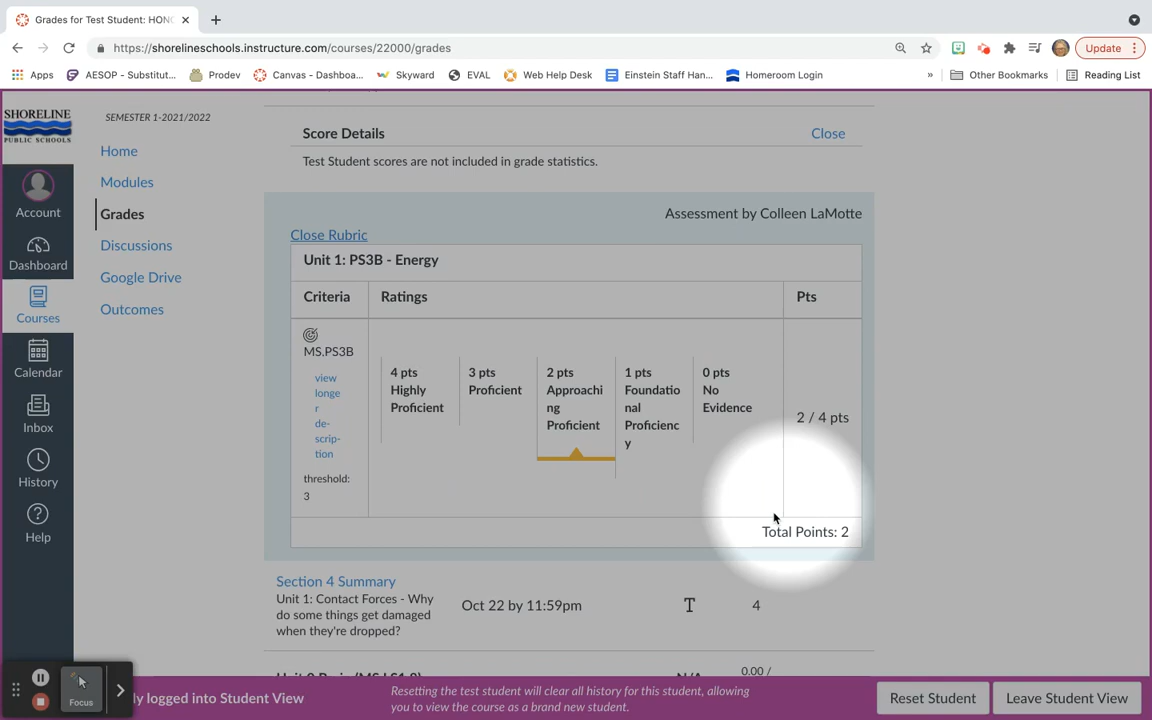 Grades for Test Student: HONC
https://shorelineschools.instructure.com/courses/22000/grades
Update
Apps
AESOP - Substitut...
Prodev
Canvas - Dashboa...
Skyward
EVAL
Web Help Desk
Einstein Staff Han...
Homeroom Login
»
Other Bookmarks
Reading List
SHORELINE
PUBLIC SCHOOLS
Account
Dashboard
Courses
Calendar
Inbox
History
Help
SEMESTER 1-2021/2022
Home
Modules
Grades
Discussions
Google Drive
Outcomes
Score Details
Close
Test Student scores are not included in grade statistics.
Assessment by Colleen LaMotte
Close Rubric
Unit 1: PS3B - Energy
Criteria
Ratings
Pts
MS.PS3B
view
longe
r
de-
scrip-
tion
threshold:
3
4 pts
Highly
Proficient
3 pts
Proficient
2 pts
Approachi
ng
Proficient
1 pts
Foundatio
nal
Proficienc
y
0 pts
No
Evidence
2 / 4 pts
Total Points: 2
Section 4 Summary
Unit 1: Contact Forces - Why
do some things get damaged
when they're dropped?
Oct 22 by 11:59pm
4
N/A
0.00 /
Focus
ly logged into Student View
Resetting the test student will clear all history for this student, allowing
you to view the course as a brand new student.
Reset Student
Leave Student View